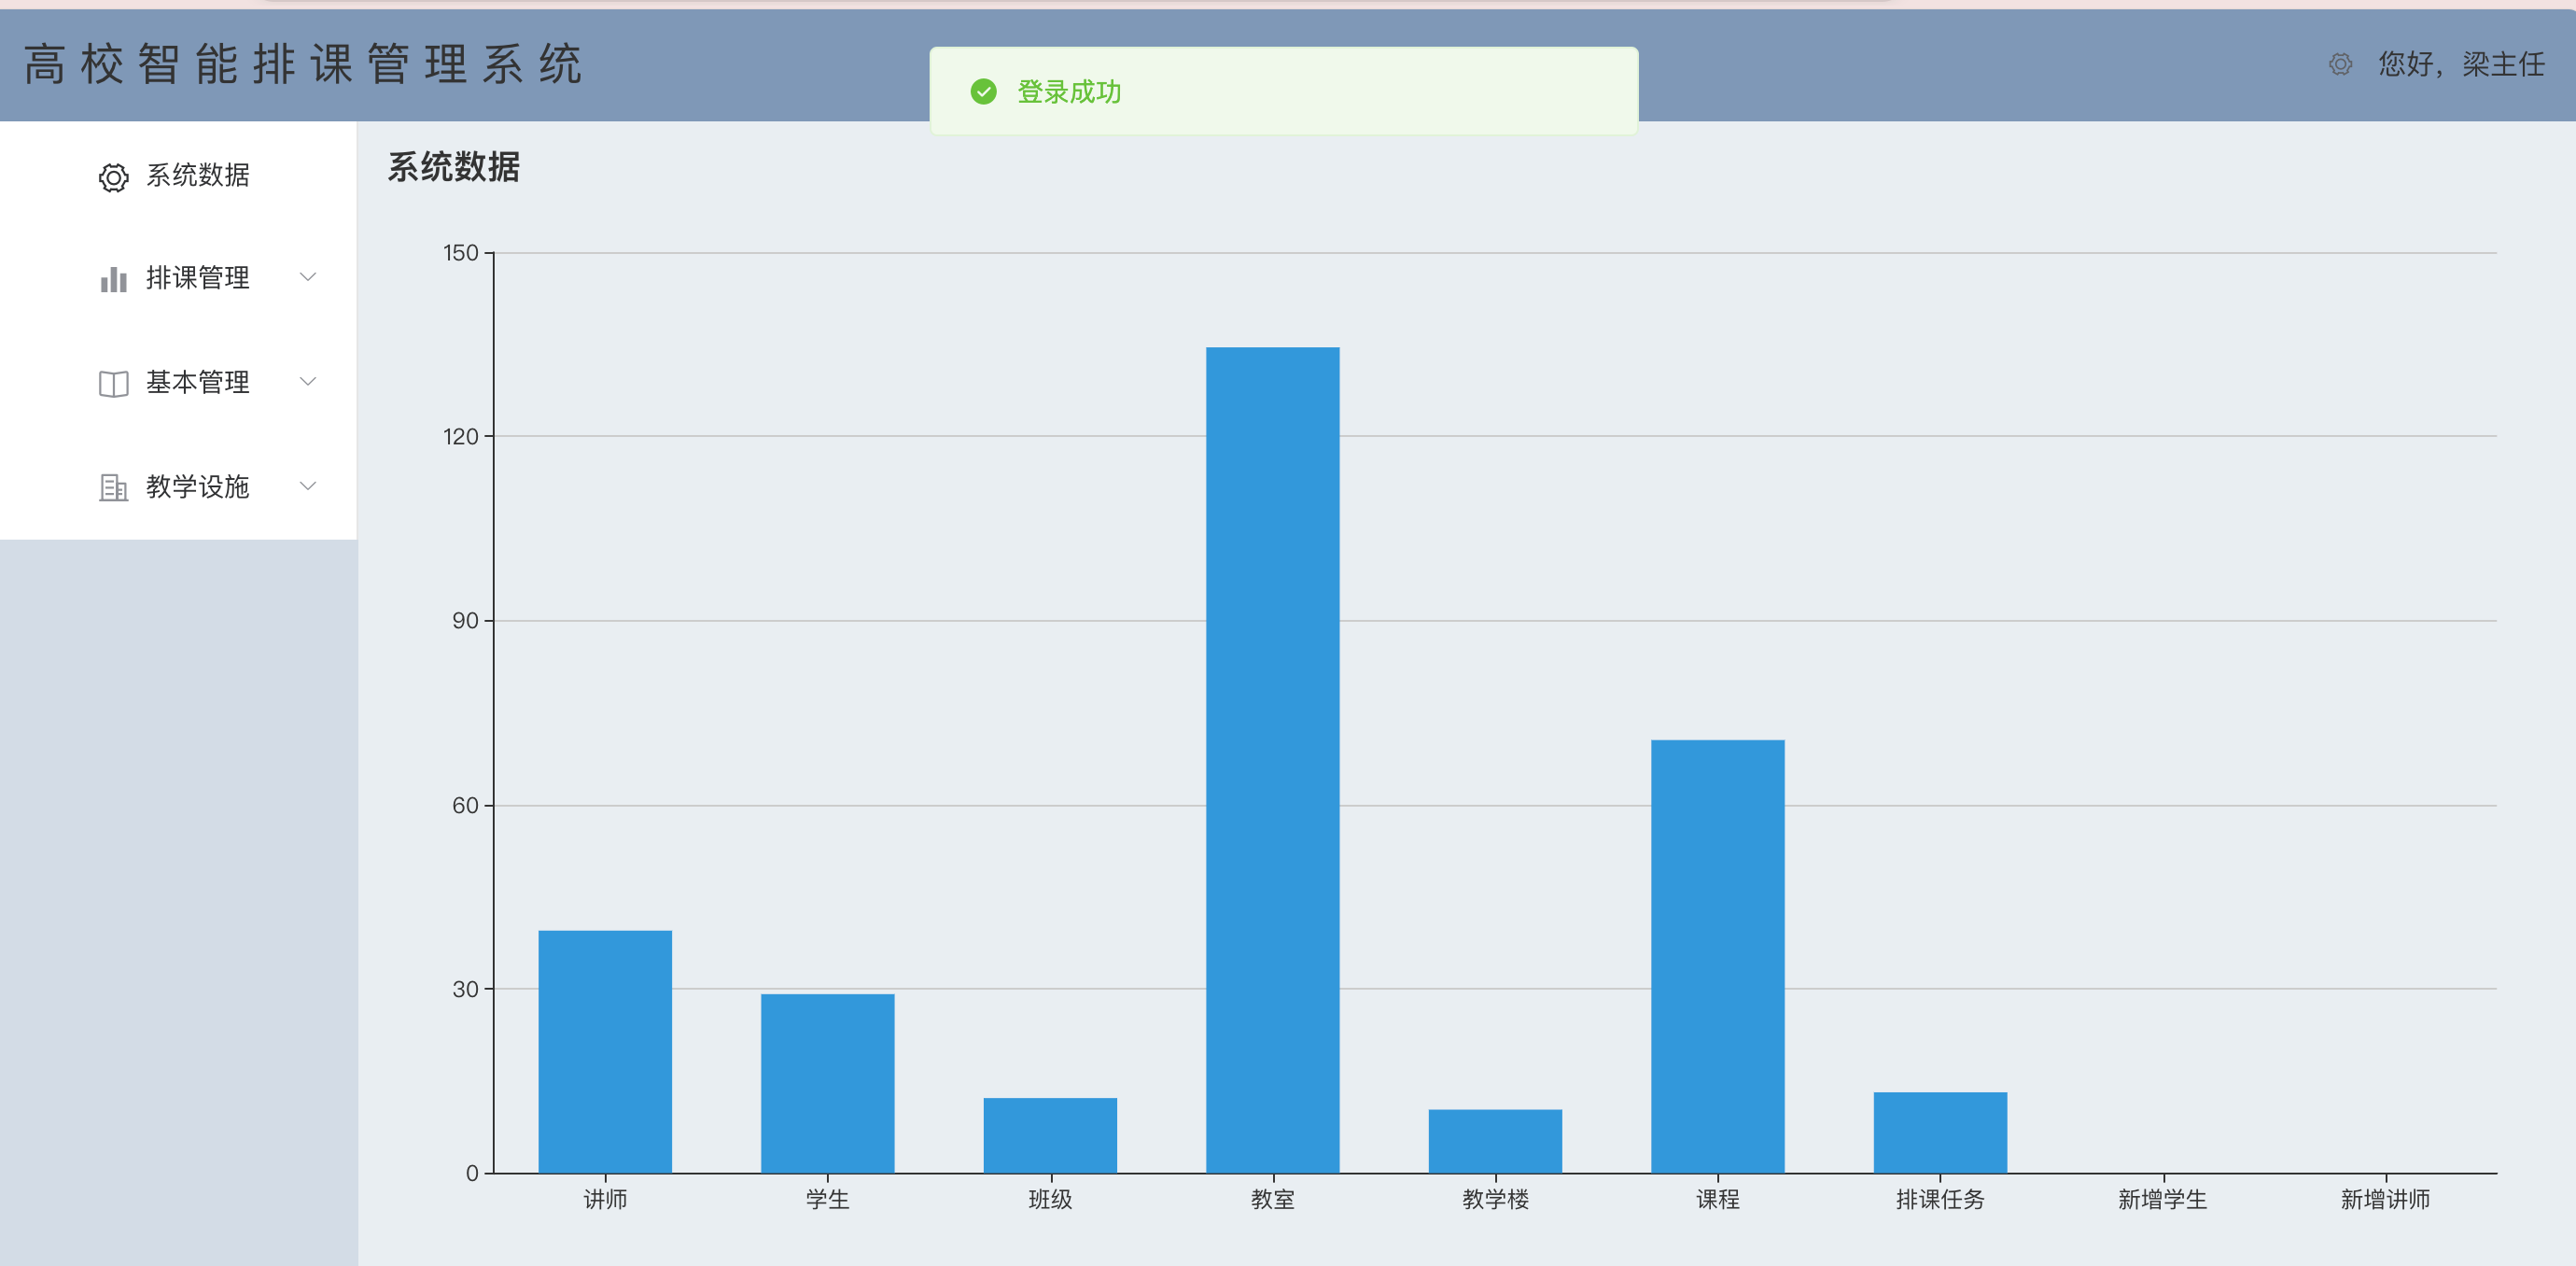 高校智能排课管理系统
登录成功
您好，梁主任
系统数据
排课管理
基本管理
教学设施
系统数据
150
120
90
60
30
0
讲师 学生 班级 教室 教学楼 课程 排课任务 新增学生 新增讲师